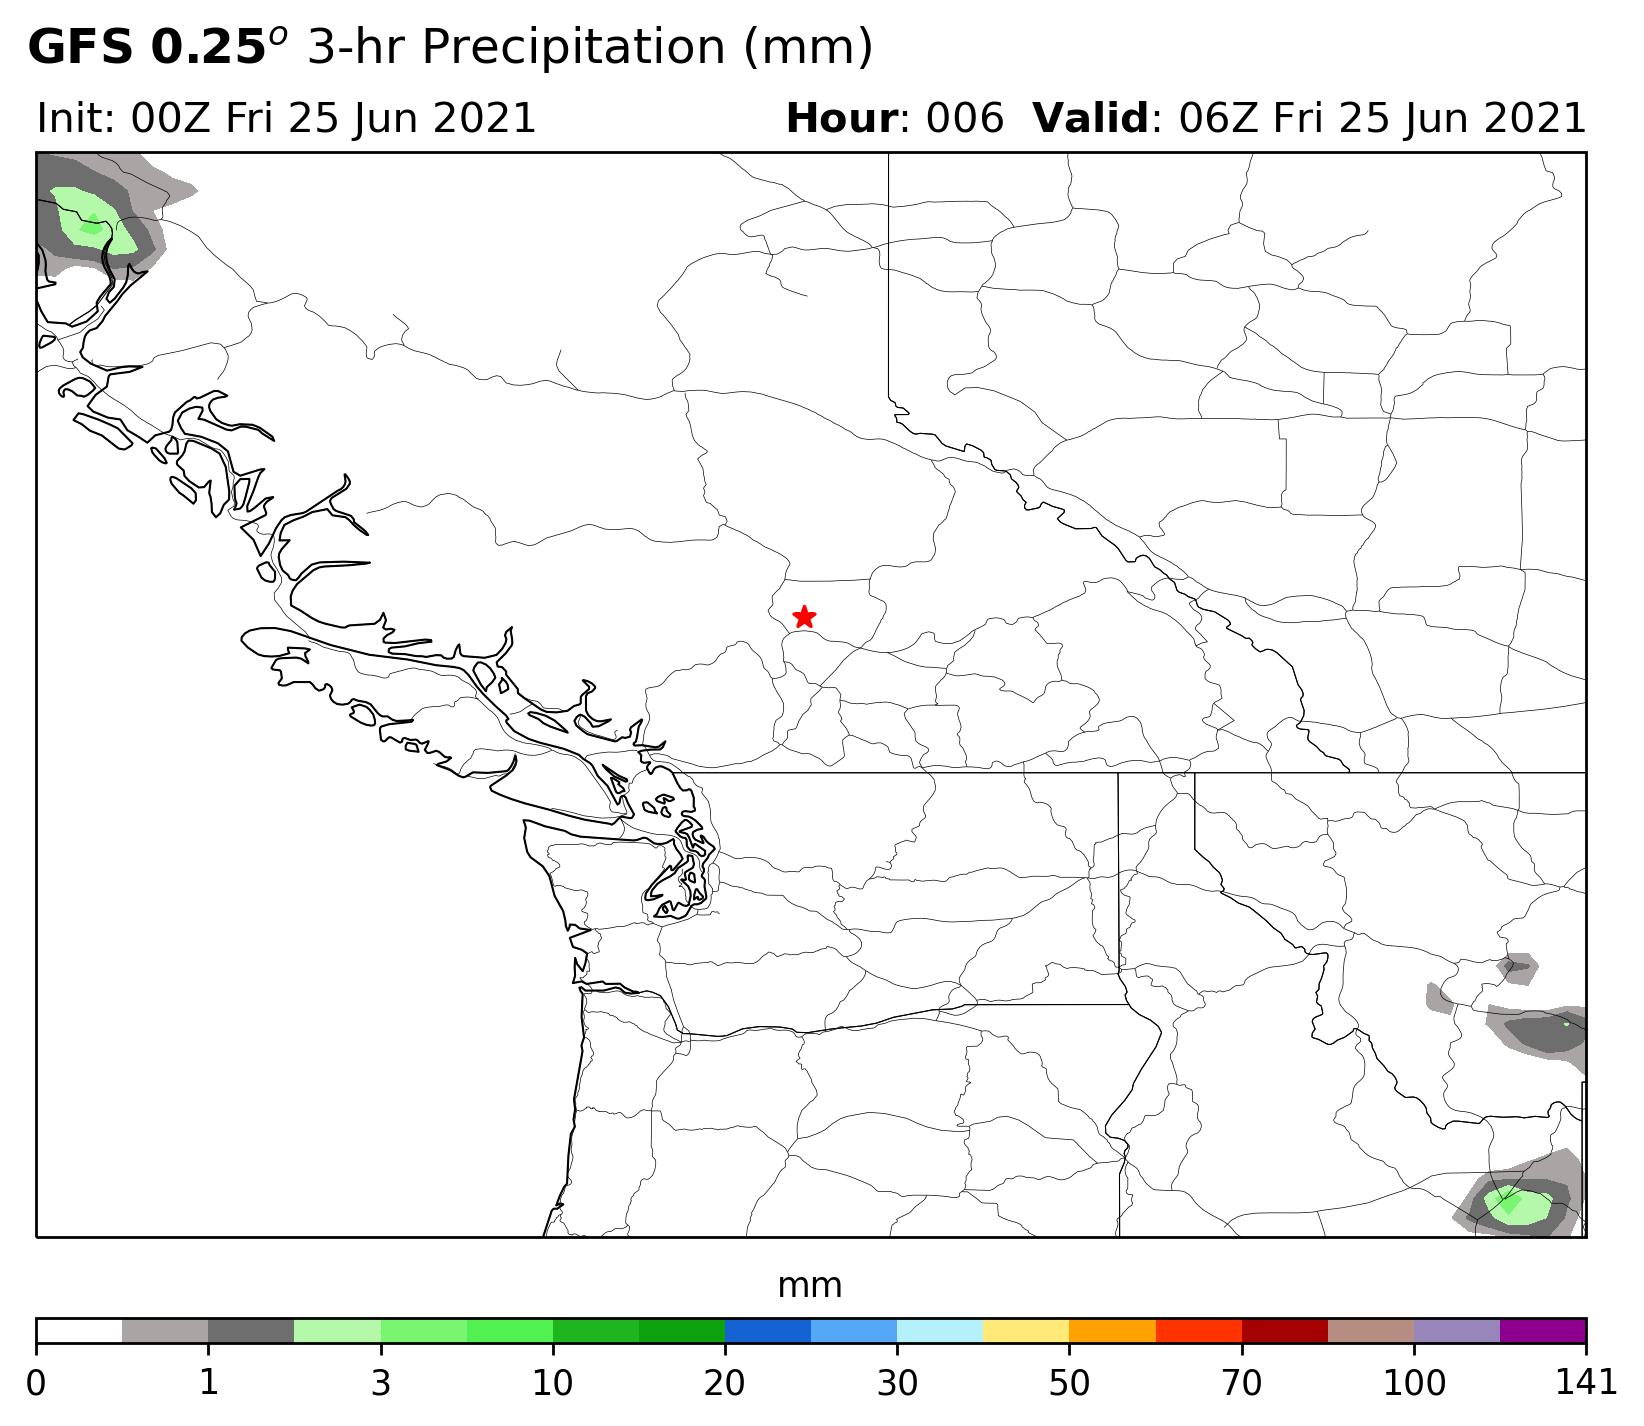 GFS 0.25° 3-hr Precipitation (mm)
Init: 00Z Fri 25 Jun 2021 Hour: 006 Valid: 06Z Fri 25 Jun 2021
mm
0 1 3 10 20 30 50 70 100 141